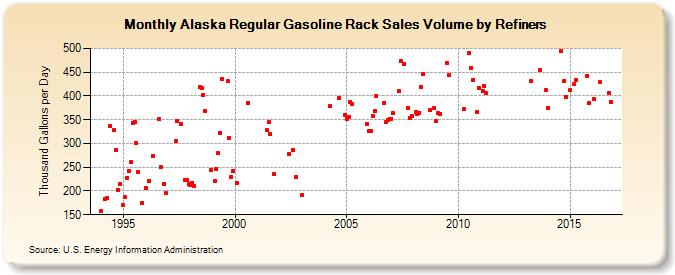 Monthly Alaska Regular Gasoline Rack Sales Volume by Refiners
Thousand Gallons per Day
500
450
400
350
300
250
200
150
1995 2000 2005 2010 2015
Source: U.S. Energy Information Administration